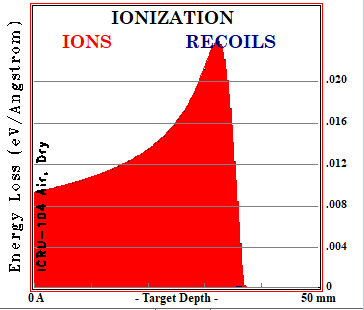 IONIZATION
IONS RECOILS
Energy Loss (eV/Angstrom)
ICRU-104 Air, Dry
.020
.016
.012
.008
.004
0
0 A - Target Depth - 50 mm